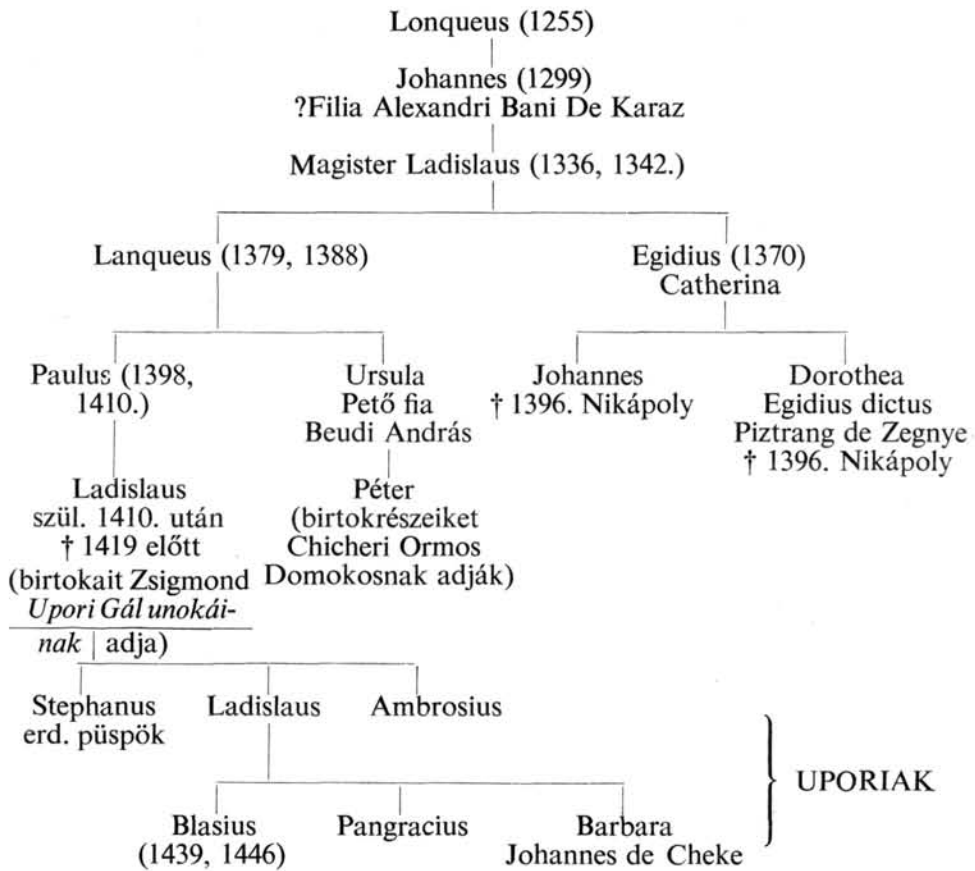 Lonqueus (1255)
Johannes (1299)
?Filia Alexandri Bani De Karaz
Magister Ladislaus (1336, 1342.)
Lanqueus (1379, 1388)
Egidius (1370)
Catherina
Paulus (1398,
1410.)
Ursula
Pető fia
Beudi András
Johannes
† 1396. Nikápoly
Dorothea
Egidius dictus
Piztrang de Zegnye
† 1396. Nikápoly
Ladislaus
szül. 1410. után
† 1419 előtt
(birtokait Zsigmond
Upori Gál unokái-
nak adja)
Péter
(birtokrészeiket
Chicheri Ormos
Domokosnak adják)
Stephanus
erd. püspök
Ladislaus
Ambrosius
Blasius
(1439, 1446)
Pangracius
Barbara
Johannes de Cheke
UPORIAK